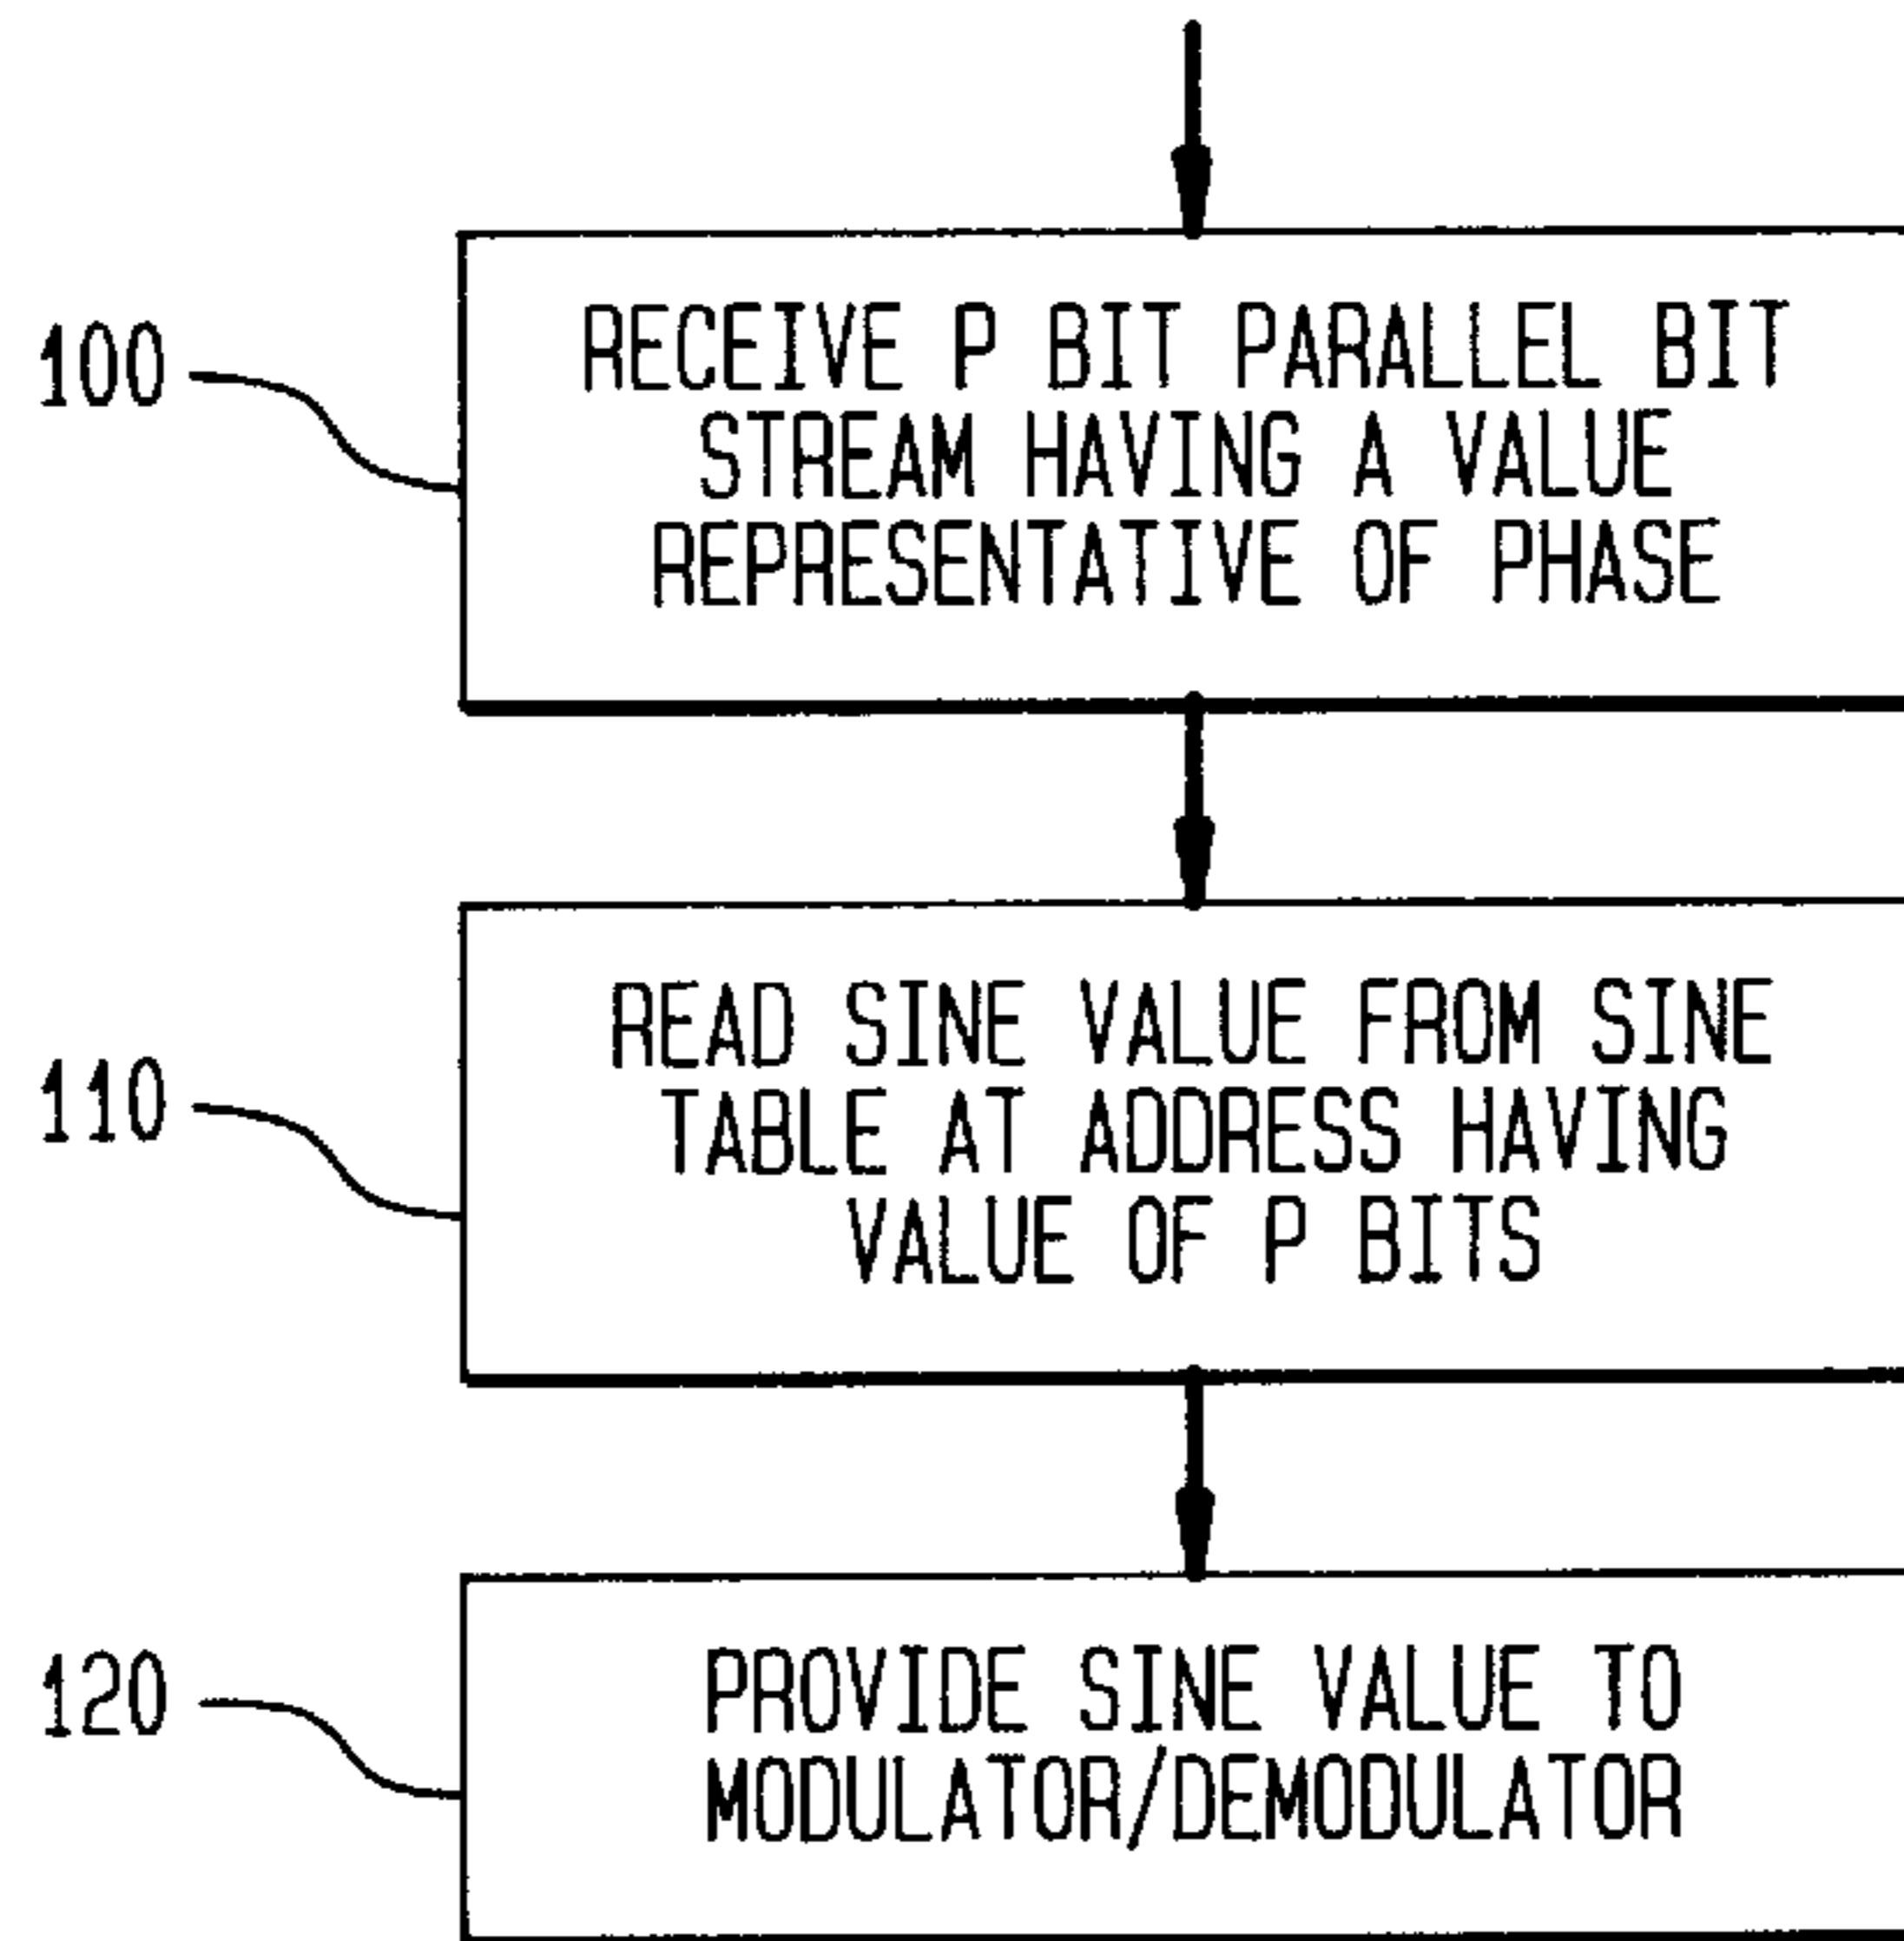 100
RECEIVE P BIT PARALLEL BIT
STREAM HAVING A VALUE
REPRESENTATIVE OF PHASE
110
READ SINE VALUE FROM SINE
TABLE AT ADDRESS HAVING
VALUE OF P BITS
120
PROVIDE SINE VALUE TO
MODULATOR/DEMODULATOR